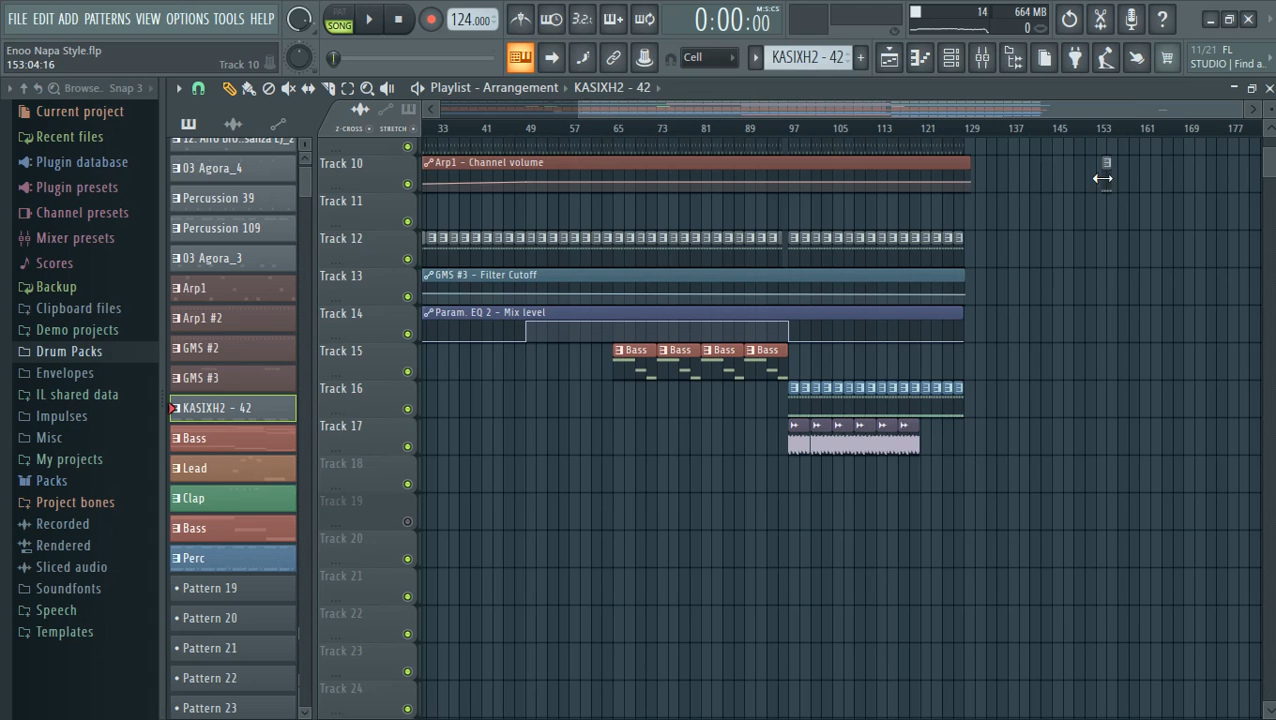 FILE EDIT PATTERNS VIEW OPTIONS TOOLS HELP
PAT
SONG
124.000
3.2.
0:00:00
M:S:CS
14
664 MB
0
Enoo Napa Style.flp
153:04:16
Track 10
Cell
KASIXH2 - 42
11/21: FL
STUDIO | Find a..
Browse..
Snap 3
Playlist - Arrangement
KASIXH2 - 42
Z-CROSS
STRETCH
33 41 49 57 65 73 81 89 97 105 113 121 129 137 145 153 161 169 177
Current project
Recent files
Plugin database
Plugin presets
Channel presets
Mixer presets
Scores
Backup
Clipboard files
Demo projects
Drum Packs
Envelopes
IL shared data
Impulses
Misc
My projects
Packs
Project bones
Recorded
Rendered
Sliced audio
Soundfonts
Speech
Templates
03 Agora_4
Percussion 39
Percussion 109
03 Agora_3
Arp1
Arp1 #2
GMS #2
GMS #3
KASIXH2 - 42
Bass
Lead
Clap
Bass
Perc
Pattern 19
Pattern 20
Pattern 21
Pattern 22
Pattern 23
Track 10
Arp1 - Channel volume
Track 11
Track 12
Track 13
GMS #3 - Filter Cutoff
Track 14
Param. EQ 2 - Mix level
Track 15
Bass Bass Bass Bass
Track 16
Track 17
Track 18
Track 19
Track 20
Track 21
Track 22
Track 23
Track 24